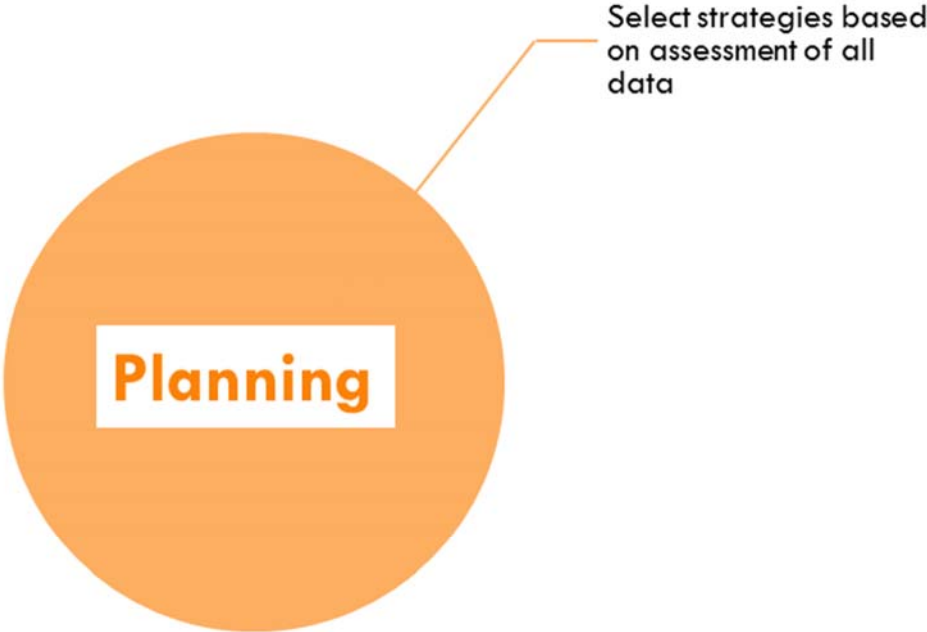 Select strategies based
on assessment of all
data
Planning